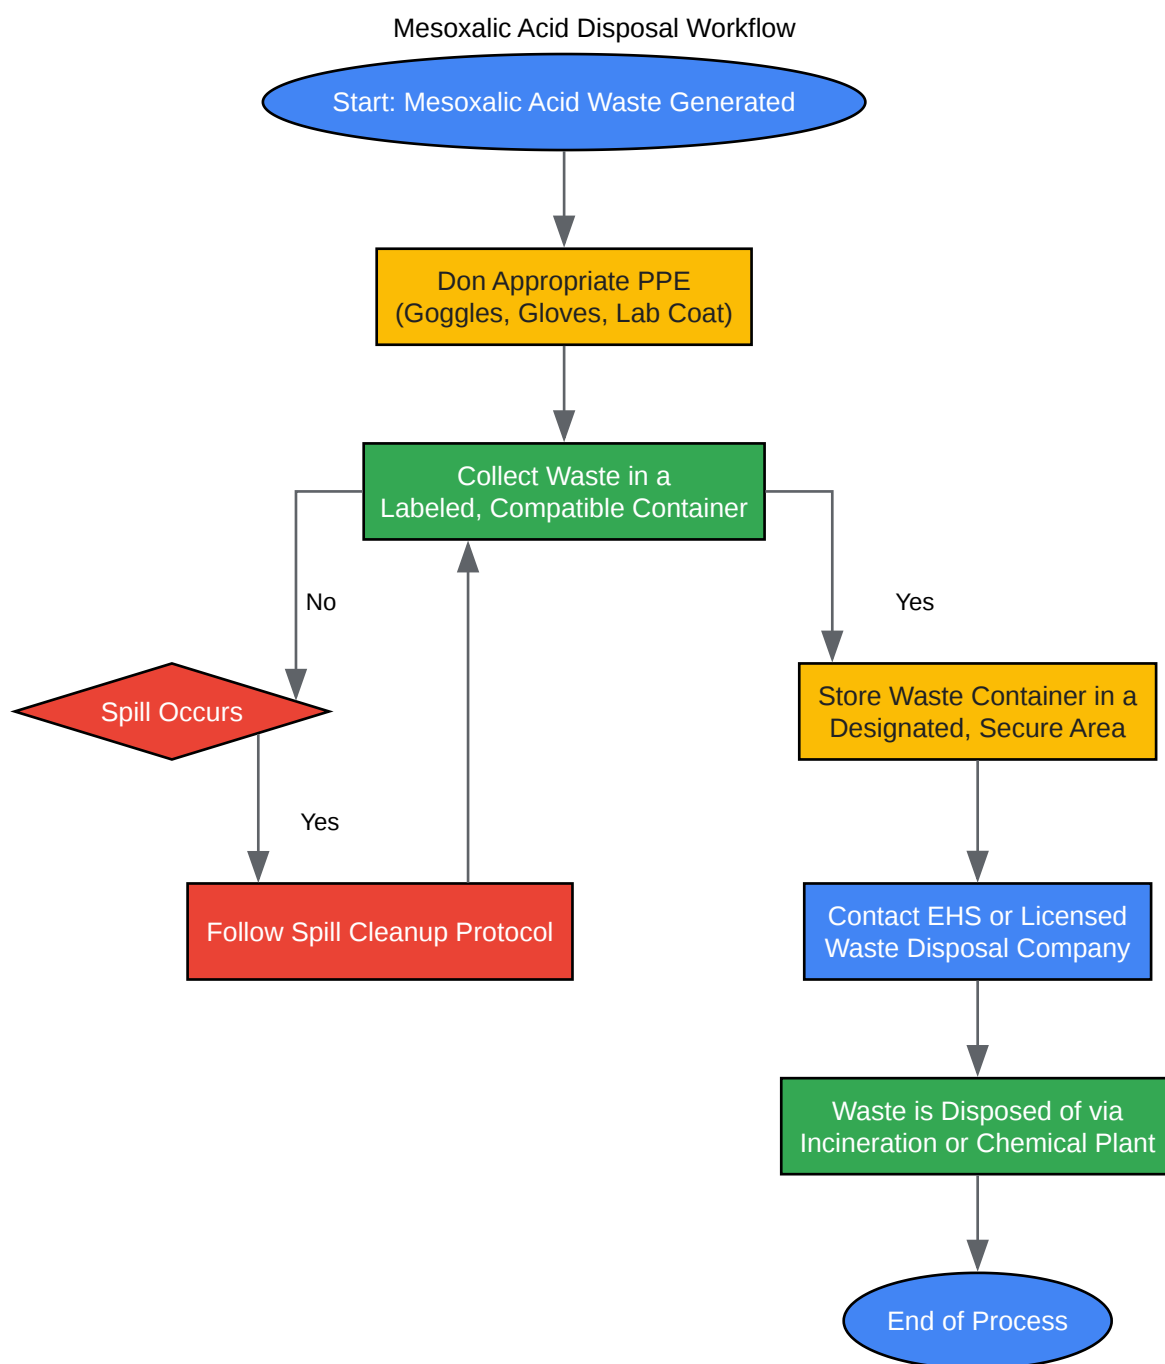 Mesoxalic Acid Disposal Workflow
Start: Mesoxalic Acid Waste Generated
Don Appropriate PPE
(Goggles, Gloves, Lab Coat)
Collect Waste in a
Labeled, Compatible Container
No
Yes
Spill Occurs
Store Waste Container in a
Designated, Secure Area
Yes
Follow Spill Cleanup Protocol
Contact EHS or Licensed
Waste Disposal Company
Waste is Disposed of via
Incineration or Chemical Plant
End of Process